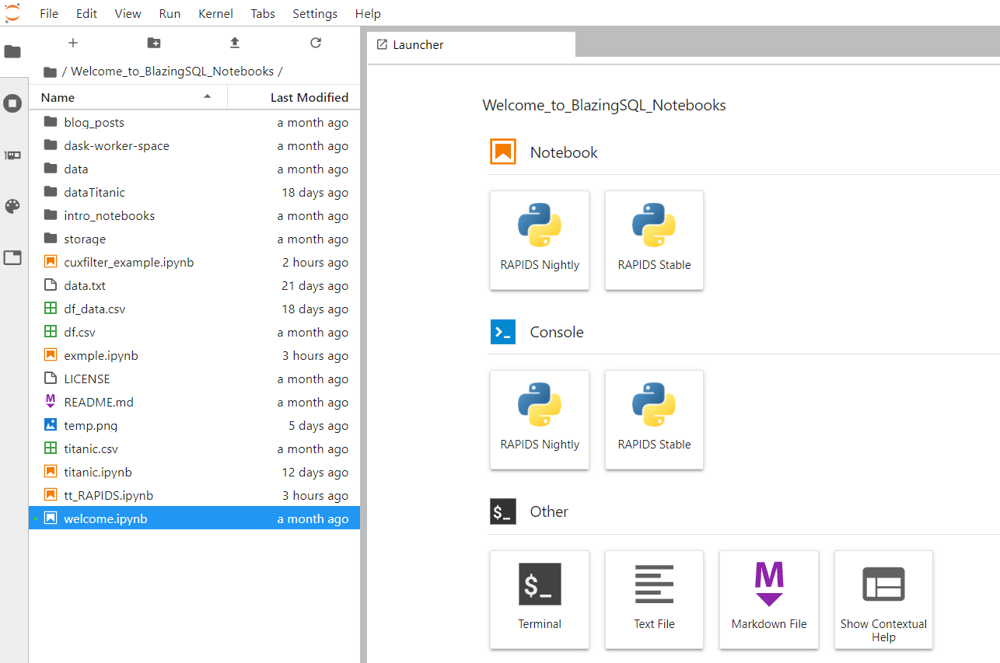 File Edit View Run Kernel Tabs Settings Help
Launcher
/ Welcome_to_BlazingSQL_Notebooks /
Name Last Modified
blog_posts a month ago
dask-worker-space a month ago
data a month ago
dataTitanic 18 days ago
intro_notebooks a month ago
storage a month ago
cuxfilter_example.ipynb 2 hours ago
data.txt 21 days ago
df_data.csv 18 days ago
df.csv a month ago
exmple.ipynb 3 hours ago
LICENSE a month ago
README.md a month ago
temp.png 5 days ago
titanic.csv a month ago
titanic.ipynb 12 days ago
tt_RAPIDS.ipynb 3 hours ago
welcome.ipynb a month ago
Welcome_to_BlazingSQL_Notebooks
Notebook
RAPIDS Nightly RAPIDS Stable
Console
RAPIDS Nightly RAPIDS Stable
$_ Other
$_
M
Terminal Text File Markdown File Show Contextual
Help